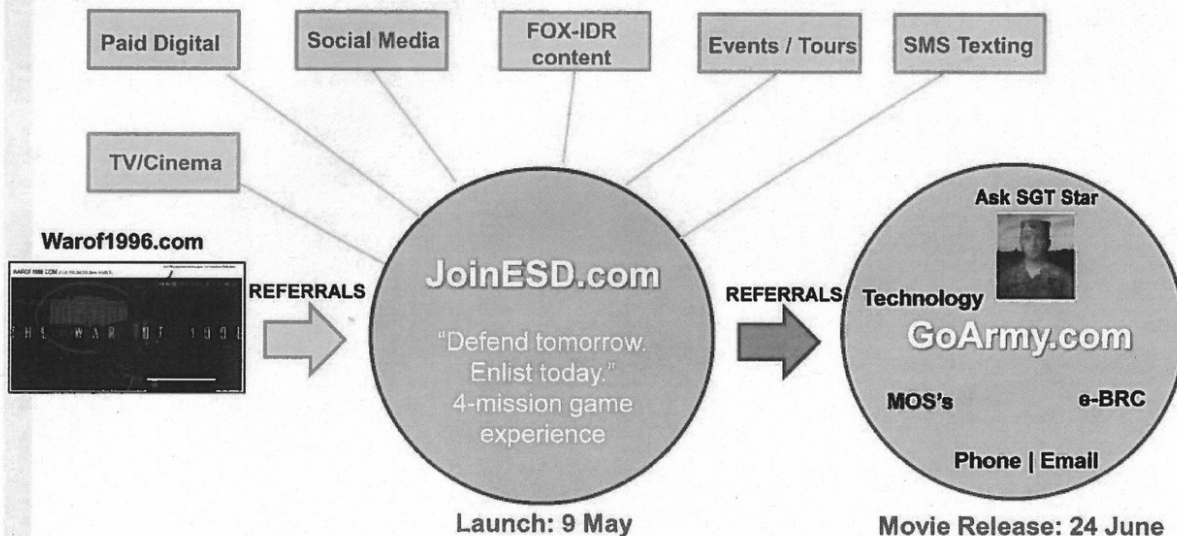 Paid Digital
Social Media
FOX-IDR
content
Events / Tours
SMS Texting
TV/Cinema
Warof1996.com
WAROF1996.COM
THE WAR OF 1996
REFERRALS
JoinESD.com
"Defend tomorrow.
Enlist today."
4-mission game
experience
Launch: 9 May
REFERRALS
Ask SGT Star
Technology
GoArmy.com
MOS's
e-BRC
Phone | Email
Movie Release: 24 June